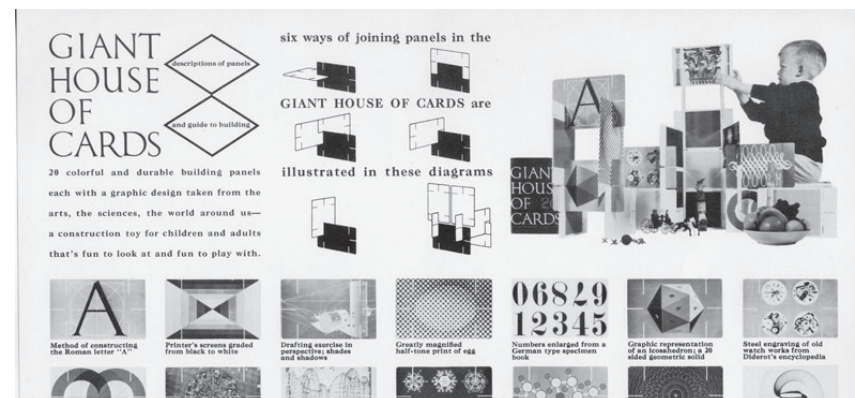 GIANT
HOUSE
OF
CARDS
descriptions of panels
and guide to building
20 colorful and durable building panels
each with a graphic design taken from the
arts, the sciences, the world around us—
a construction toy for children and adults
that's fun to look at and fun to play with.
six ways of joining panels in the
GIANT HOUSE OF CARDS are
illustrated in these diagrams
A
GIANT
HOUS
OF 20
CARDS
A
Method of constructing
the Roman letter "A"
Printer's screens graded
from black to white
Drafting exercise in
perspective; shades
and shadows
Greatly magnified
half-tone print of egg
06829
12345
Numbers enlarged from a
German type specimen
book
Graphic representation
of an icosahedron; a 20
sided geometric solid
Steel engraving of old
watch works from
Diderot's encyclopedia